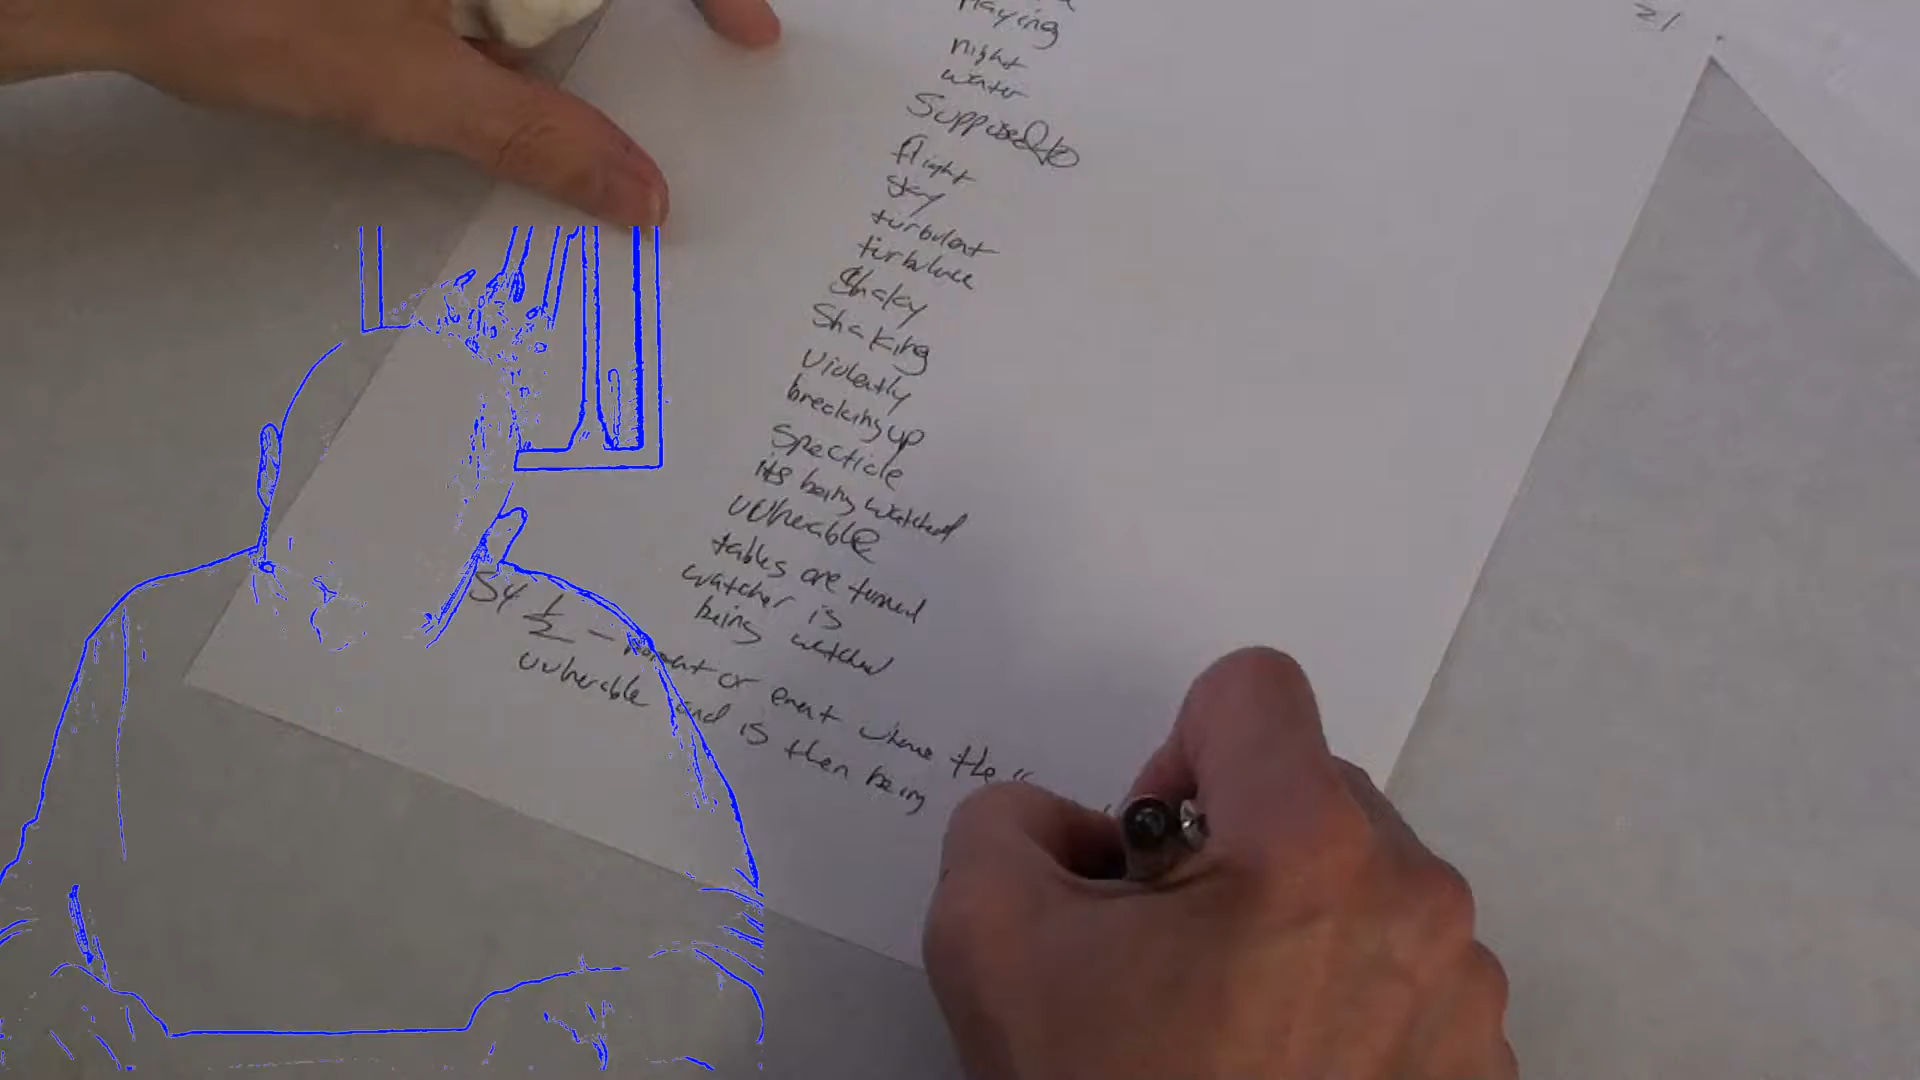 playing
night
water
Supposed to
flight
sky
turbulent
turbulence
Shaky
Shaking
violently
breaking up
Specticle
its being watched
vulnerable
tables are turned
watcher is
being watched
S4 1/2 - moment or event where the "
vulnerable and is then being
21